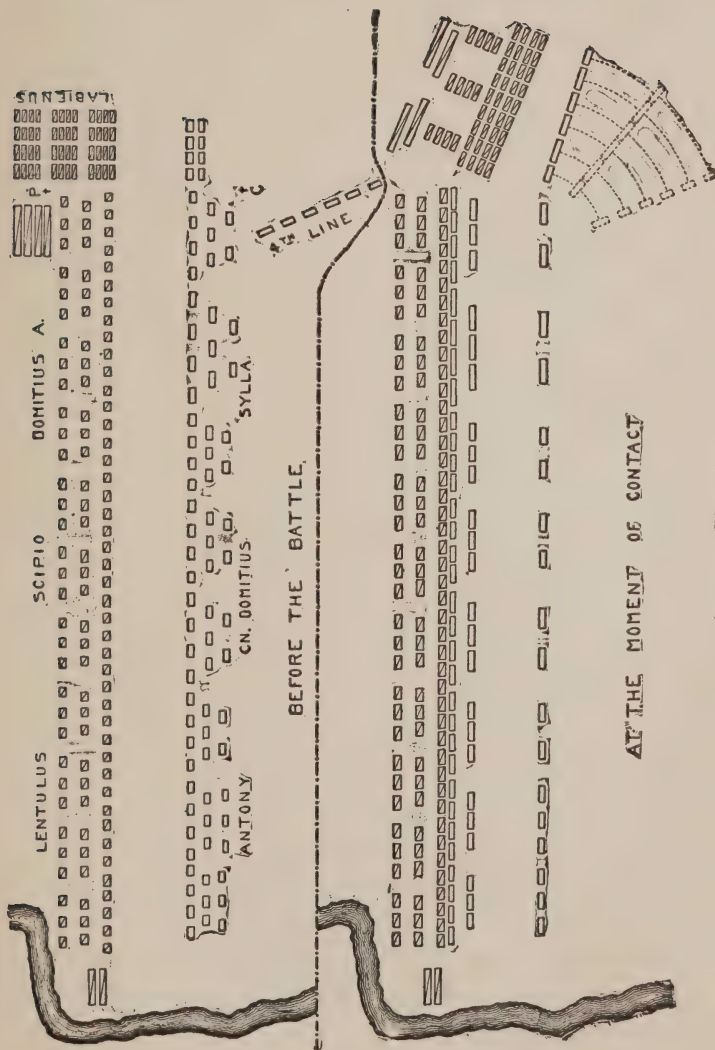 LABIENUS
P
LENTULUS SCIPIO DOMITIUS A.
C
4TH LINE
ANTONY CN. DOMITIUS SYLLA
BEFORE THE BATTLE.
AT THE MOMENT OF CONTACT